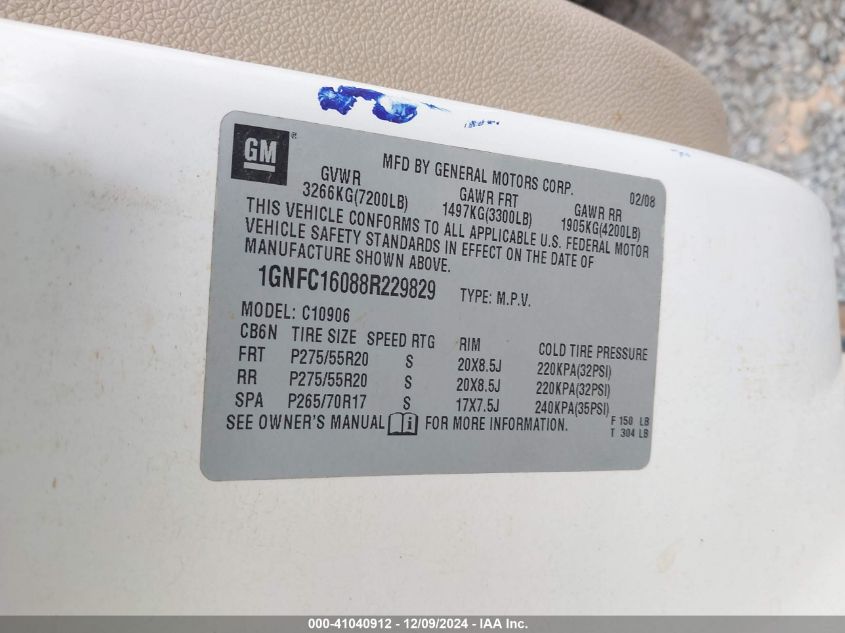 GM ®
MFD BY GENERAL MOTORS CORP. 02/08
GVWR GAWR FRT GAWR RR
3266KG(7200LB) 1497KG(3300LB) 1905KG(4200LB)
THIS VEHICLE CONFORMS TO ALL APPLICABLE U.S. FEDERAL MOTOR
VEHICLE SAFETY STANDARDS IN EFFECT ON THE DATE OF
MANUFACTURE SHOWN ABOVE.
1GNFC16088R229829 TYPE: M.P.V.
MODEL: C10906
CB6N TIRE SIZE SPEED RTG RIM COLD TIRE PRESSURE
FRT P275/55R20 S 20X8.5J 220KPA(32PSI)
RR P275/55R20 S 20X8.5J 220KPA(32PSI)
SPA P265/70R17 S 17X7.5J 240KPA(35PSI)
SEE OWNER'S MANUAL i FOR MORE INFORMATION.
F 150 LB
T 304 LB
000-41040912 - 12/09/2024 - IAA Inc.